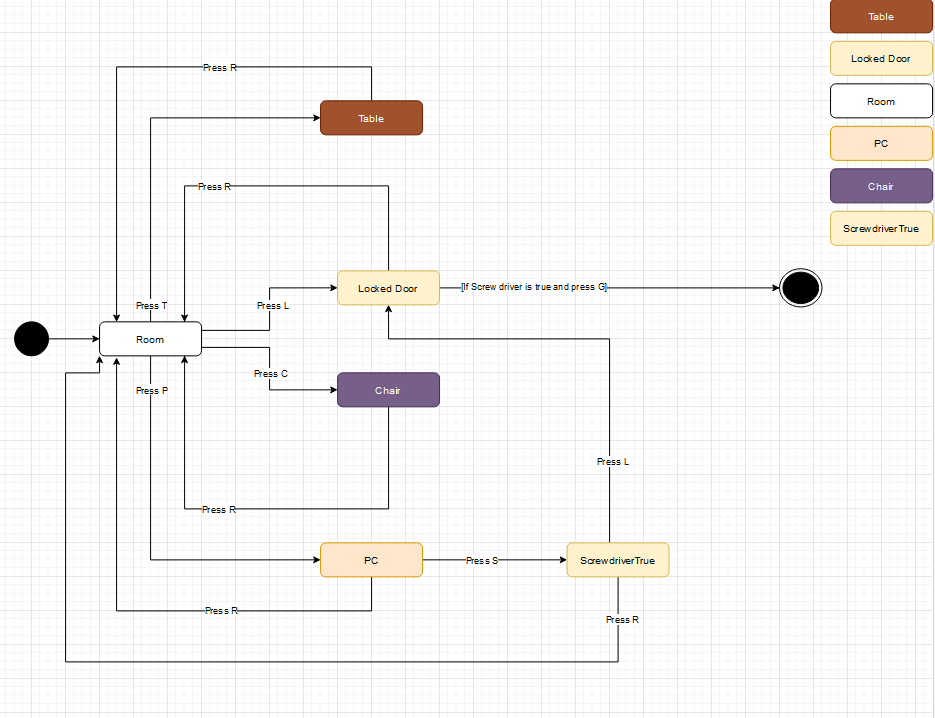 Table
Locked Door
Room
PC
Chair
ScrewdriverTrue
Press R
Table
Press R
Locked Door
[If Screw driver is true and press G]
Press T
Press L
Room
Press C
Press P
Chair
Press L
Press R
PC
Press S
ScrewdriverTrue
Press R
Press R